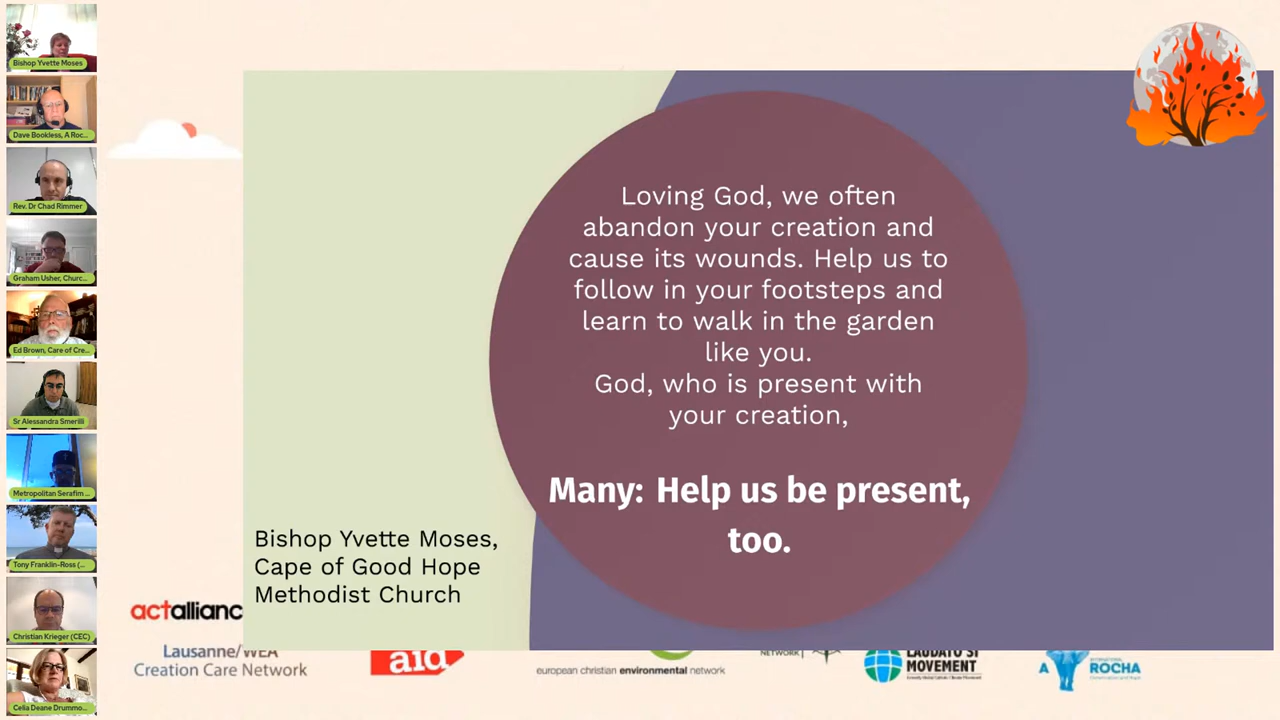 Bishop Yvette Moses
Dave Bookless, A Roc...
Rev. Dr Chad Rimmer
Graham Usher, Churc...
Ed Brown, Care of Cre...
Sr Alessandra Smerilli
Metropolitan Serafim ...
Tony Franklin-Ross (...
Christian Krieger (CEC)
Celia Deane Drummo...
Loving God, we often
abandon your creation and
cause its wounds. Help us to
follow in your footsteps and
learn to walk in the garden
like you.
God, who is present with
your creation,
Many: Help us be present,
too.
Bishop Yvette Moses,
Cape of Good Hope
Methodist Church
actallianc
Lausanne/WEA
Creation Care Network
aid
european christian environmental network
NETWORK
LAUDATO SI'
MOVEMENT
A ROCHA
INTERNATIONAL